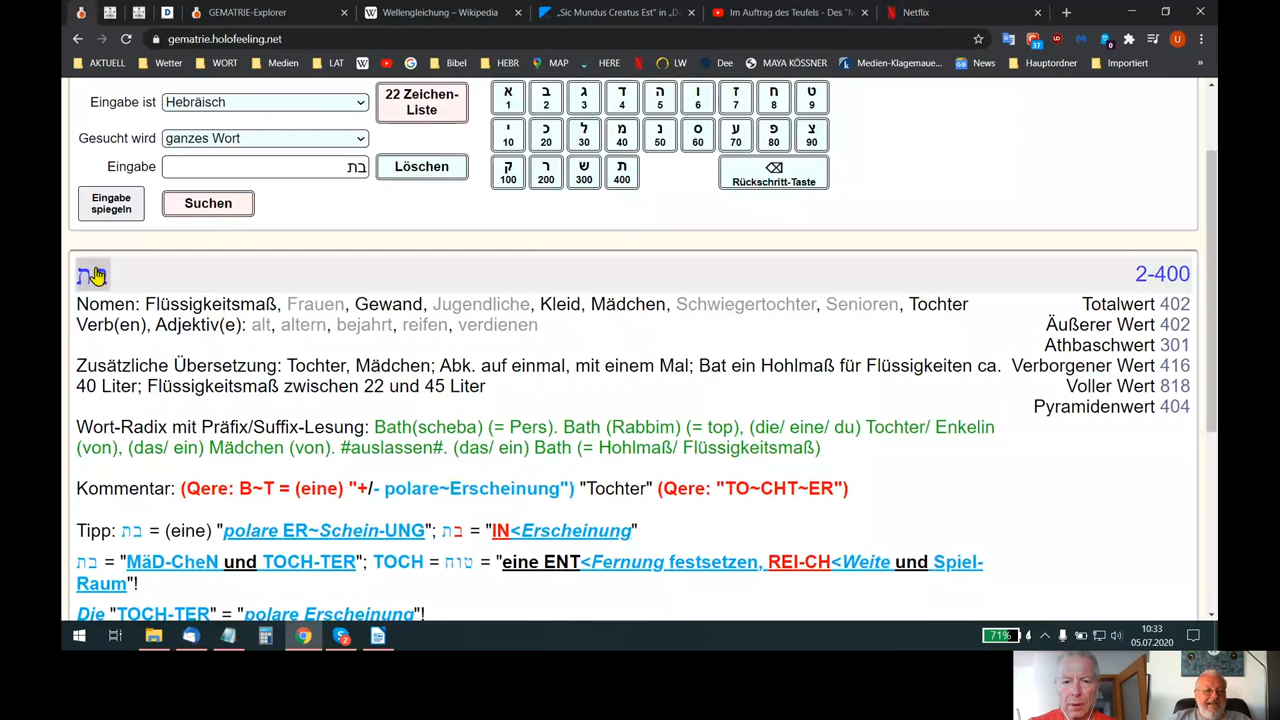 GEMATRIE-Explorer
Wellengleichung – Wikipedia
„Sic Mundus Creatus Est" in „D
Im Auftrag des Teufels - Des "M
Netflix
gematrie.holofeeling.net
AKTUELL Wetter WORT Medien LAT Bibel HEBR MAP HERE LW Dee MAYA KÖSSNER Medien-Klagemaue... News Hauptordner Importiert
Eingabe ist Hebräisch
22 Zeichen-Liste
Gesucht wird ganzes Wort
Eingabe בת
Löschen
Eingabe spiegeln
Suchen
א ב ג ד ה ו ז ח ט
1 2 3 4 5 6 7 8 9
י כ ל מ נ ס ע פ צ
10 20 30 40 50 60 70 80 90
ק ר ש ת
100 200 300 400
Rückschritt-Taste
2-400
Nomen: Flüssigkeitsmaß, Frauen, Gewand, Jugendliche, Kleid, Mädchen, Schwiegertochter, Senioren, Tochter
Verb(en), Adjektiv(e): alt, altern, bejahrt, reifen, verdienen
Totalwert 402
Äußerer Wert 402
Athbaschwert 301
Verborgener Wert 416
Voller Wert 818
Pyramidenwert 404
Zusätzliche Übersetzung: Tochter, Mädchen; Abk. auf einmal, mit einem Mal; Bat ein Hohlmaß für Flüssigkeiten ca.
40 Liter; Flüssigkeitsmaß zwischen 22 und 45 Liter
Wort-Radix mit Präfix/Suffix-Lesung: Bath(scheba) (= Pers). Bath (Rabbim) (= top), (die/ eine/ du) Tochter/ Enkelin
(von), (das/ ein) Mädchen (von). #auslassen#. (das/ ein) Bath (= Hohlmaß/ Flüssigkeitsmaß)
Kommentar: (Qere: B~T = (eine) "+/- polare~Erscheinung") "Tochter" (Qere: "TO~CHT~ER")
Tipp: בת = (eine) "polare ER~Schein-UNG"; בת = "IN<Erscheinung"
בת = "MäD-CheN und TOCH-TER"; TOCH = טוח = "eine ENT<Fernung festsetzen, REI-CH<Weite und Spiel-
Raum"!
Die "TOCH-TER" = "polare Erscheinung"!
71%
10:33
05.07.2020